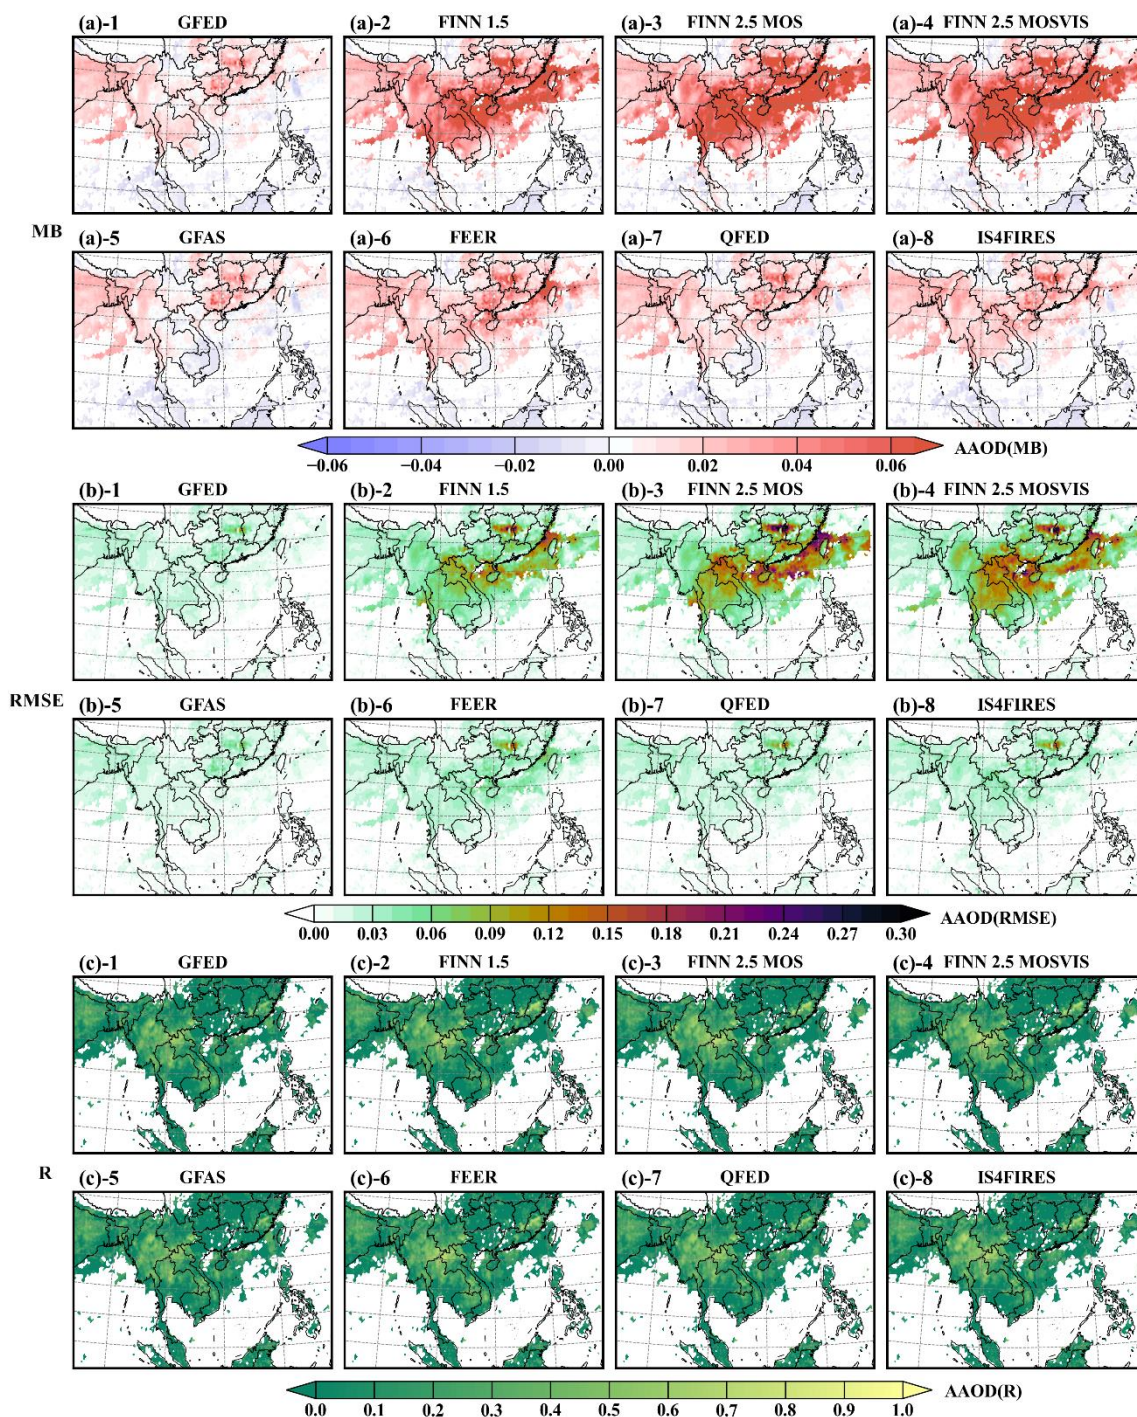 (a)-1 GFED (a)-2 FINN 1.5 (a)-3 FINN 2.5 MOS (a)-4 FINN 2.5 MOSVIS
MB
(a)-5 GFAS (a)-6 FEER (a)-7 QFED (a)-8 IS4FIRES
−0.06 −0.04 −0.02 0.00 0.02 0.04 0.06 AAOD(MB)
(b)-1 GFED (b)-2 FINN 1.5 (b)-3 FINN 2.5 MOS (b)-4 FINN 2.5 MOSVIS
RMSE
(b)-5 GFAS (b)-6 FEER (b)-7 QFED (b)-8 IS4FIRES
0.00 0.03 0.06 0.09 0.12 0.15 0.18 0.21 0.24 0.27 0.30 AAOD(RMSE)
(c)-1 GFED (c)-2 FINN 1.5 (c)-3 FINN 2.5 MOS (c)-4 FINN 2.5 MOSVIS
R
(c)-5 GFAS (c)-6 FEER (c)-7 QFED (c)-8 IS4FIRES
0.0 0.1 0.2 0.3 0.4 0.5 0.6 0.7 0.8 0.9 1.0 AAOD(R)